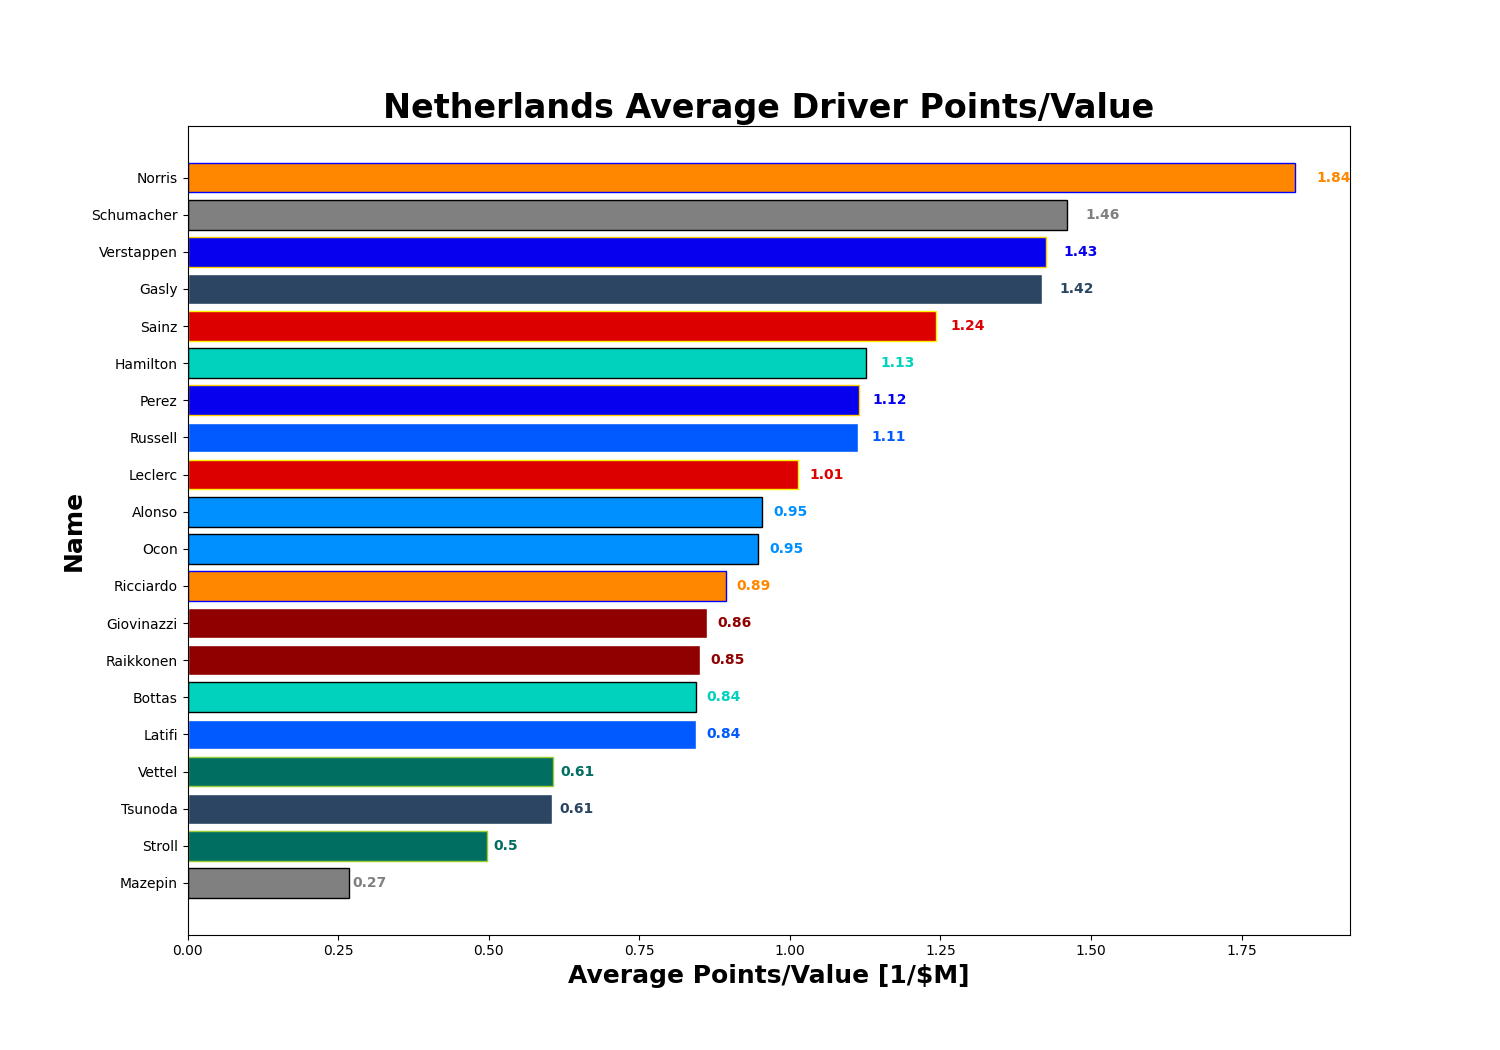 Netherlands Average Driver Points/Value
Norris 1.84
Schumacher 1.46
Verstappen 1.43
Gasly 1.42
Sainz 1.24
Hamilton 1.13
Perez 1.12
Russell 1.11
Leclerc 1.01
Alonso 0.95
Ocon 0.95
Ricciardo 0.89
Giovinazzi 0.86
Raikkonen 0.85
Bottas 0.84
Latifi 0.84
Vettel 0.61
Tsunoda 0.61
Stroll 0.5
Mazepin 0.27
Name
0.00 0.25 0.50 0.75 1.00 1.25 1.50 1.75
Average Points/Value [1/$M]